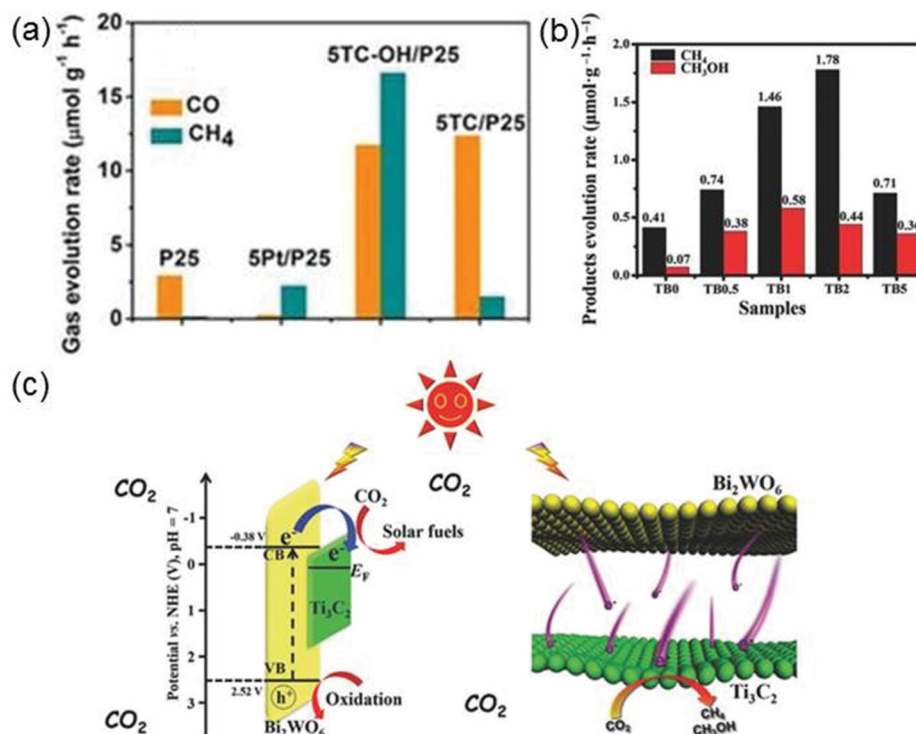 (a)
Gas evolution rate (μmol g⁻¹ h⁻¹)
20
15
10
5
0
CO
CH₄
P25
5Pt/P25
5TC-OH/P25
5TC/P25
(b)
Products evolution rate (μmol·g⁻¹·h⁻¹)
2.0
1.5
1.0
0.5
0.0
CH₄
CH₃OH
0.41
0.07
0.74
0.38
1.46
0.58
1.78
0.44
0.71
TB0
TB0.5
TB1
TB2
TB5
Samples
(c)
CO₂
CO₂
Potential vs. NHE (V), pH = 7
-1
0
1
2
3
-0.38 V
2.52 V
e⁻
CB
e⁻
E_F
Ti₃C₂
VB
h⁺
Bi₂WO₆
CO₂
Solar fuels
Oxidation
CO₂
CO₂
Bi₂WO₆
Ti₃C₂
CO₂
CH₄
CH₃OH